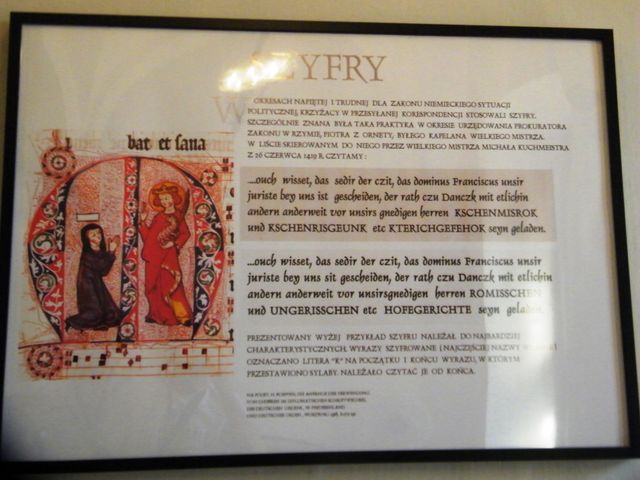 SZYFRY
W OKRESACH NAPIĘTEJ I TRUDNEJ DLA ZAKONU NIEMIECKIEGO SYTUACJI
POLITYCZNEJ, KRZYŻACY W PRZESYŁANEJ KORESPONDENCJI STOSOWALI SZYFRY.
SZCZEGÓLNIE ZNANA BYŁA TAKA PRAKTYKA W OKRESIE URZĘDOWANIA PROKURATORA
ZAKONU W RZYMIE, PIOTRA Z ORNETY, BYŁEGO KAPELANA WIELKIEGO MISTRZA.
W LIŚCIE SKIEROWANYM DO NIEGO PRZEZ WIELKIEGO MISTRZA MICHAŁA KUCHMEISTRA
Z 26 CZERWCA 1419 R. CZYTAMY :
bat et sana
...ouch wisset, das sedir der czit, das dominus Franciscus unsir
juriste bey uns ist gescheiden, der rath czu Danczk mit etlichin
andern anderweit vor unsirs gnedigen herren KSCHENMISROK
und KSCHENRISGEUNK etc KTERICHGEFEHOK seyn geladen.
...ouch wisset, das sedir der czit, das dominus Franciscus unsir
juriste bey uns sit gescheiden, der rath czu Danczk mit etlichin
andern anderweit vor unsirsgnedigen herren RÖMISSCHEN
und UNGERISSCHEN etc HOFEGERICHTE seyn geladen.
PREZENTOWANY WYŻEJ PRZYKŁAD SZYFRU NALEŻAŁ DO NAJBARDZIEJ
CHARAKTERYSTYCZNYCH. WYRAZY SZYFROWANE (NAJCZĘŚCIEJ NAZWY
OZNACZANO LITERĄ "K" NA POCZĄTKU I KOŃCU WYRAZU, W KTÓRYM
PRZESTAWIONO SYLABY. NALEŻAŁO CZYTAĆ JE OD KOŃCA.